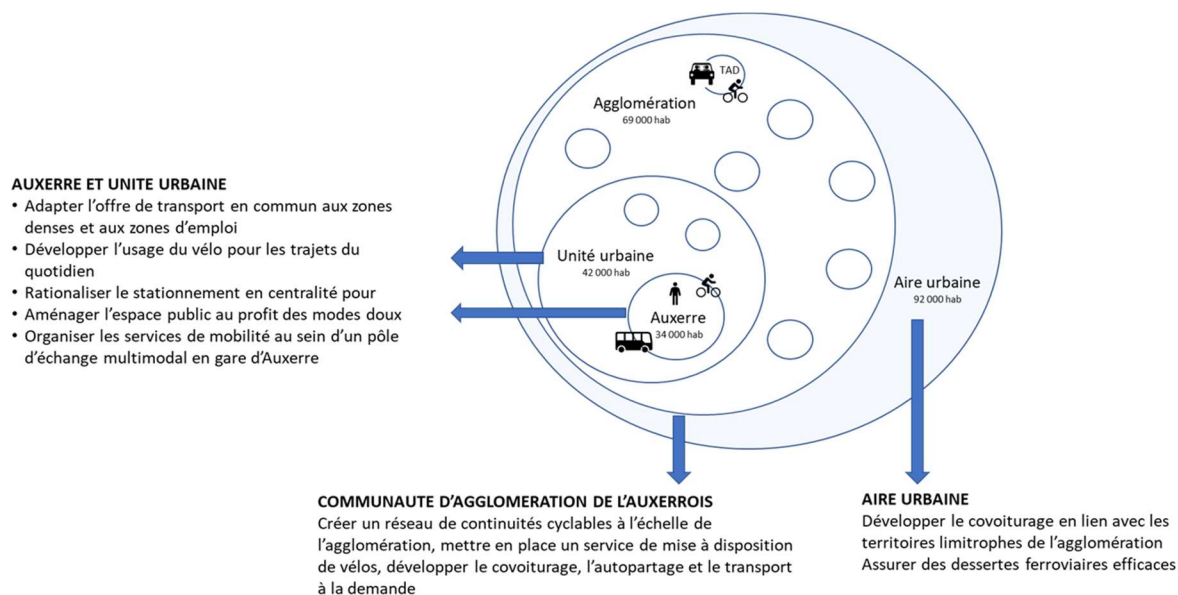 TAD
Agglomération
69 000 hab
AUXERRE ET UNITE URBAINE
• Adapter l’offre de transport en commun aux zones
denses et aux zones d’emploi
• Développer l’usage du vélo pour les trajets du
quotidien
• Rationaliser le stationnement en centralité pour
• Aménager l’espace public au profit des modes doux
• Organiser les services de mobilité au sein d’un pôle
d’échange multimodal en gare d’Auxerre
Unité urbaine
42 000 hab
Auxerre
34 000 hab
Aire urbaine
92 000 hab
COMMUNAUTE D’AGGLOMERATION DE L’AUXERROIS
Créer un réseau de continuités cyclables à l’échelle de
l’agglomération, mettre en place un service de mise à disposition
de vélos, développer le covoiturage, l’autopartage et le transport
à la demande
AIRE URBAINE
Développer le covoiturage en lien avec les
territoires limitrophes de l’agglomération
Assurer des dessertes ferroviaires efficaces